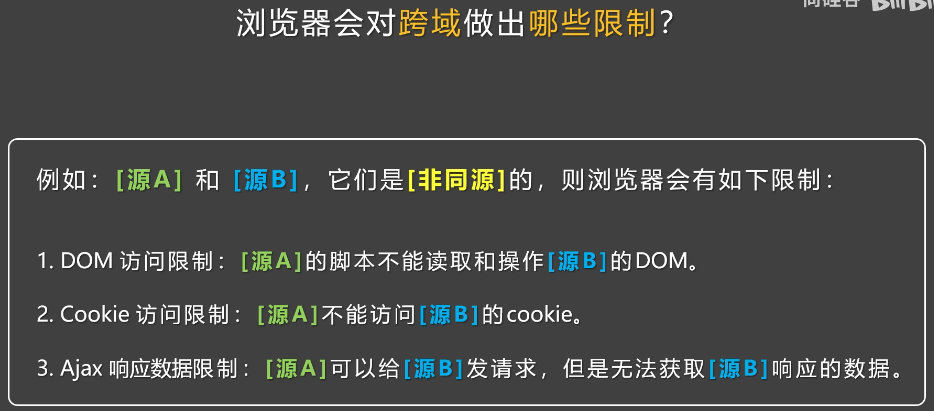 浏览器会对跨域做出哪些限制？
例如：[源A] 和 [源B]，它们是[非同源]的，则浏览器会有如下限制：
1. DOM 访问限制：[源A]的脚本不能读取和操作[源B]的DOM。
2. Cookie 访问限制：[源A]不能访问[源B]的cookie。
3. Ajax 响应数据限制：[源A]可以给[源B]发请求，但是无法获取[源B]响应的数据。